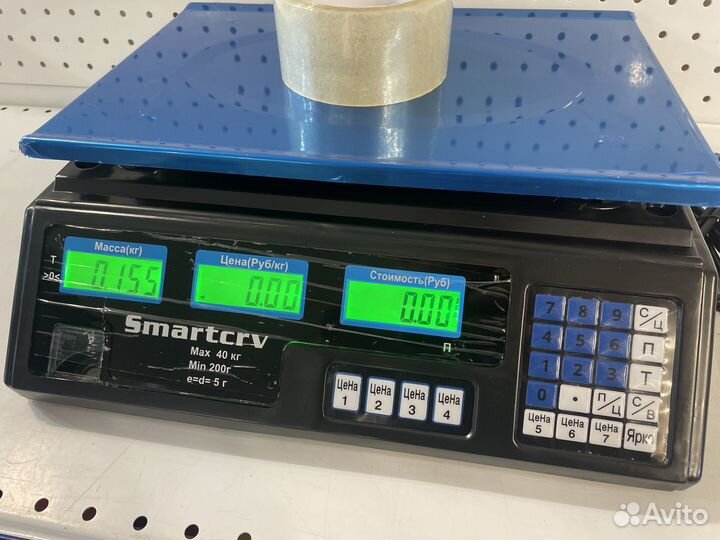 Масса(кг)
Цена(Руб/кг)
Стоимость(Руб)
T
>0<
0.155
0.00
0.00
П
Smartcrv
Max 40 кг
Min 200г
e=d= 5 г
Цена 1
Цена 2
Цена 3
Цена 4
7 8 9 С/Ц
4 5 6 П
1 2 3 Т
0 . П/Ц С/В
Цена 5
Цена 6
Цена 7
Ярко
Avito